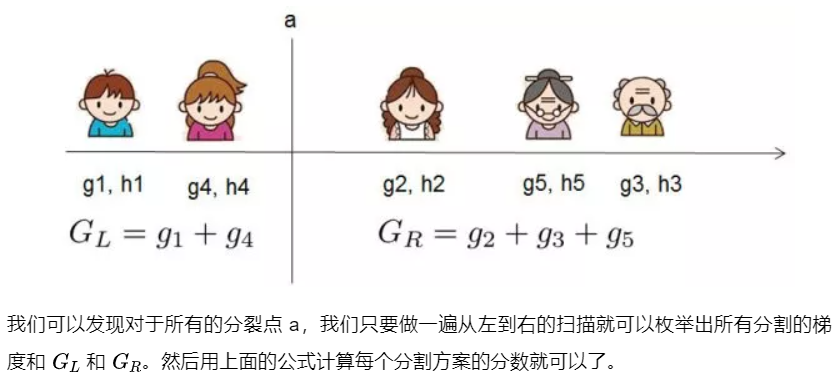 a
g1, h1 g4, h4 g2, h2 g5, h5 g3, h3
G_L = g_1 + g_4 G_R = g_2 + g_3 + g_5
我们可以发现对于所有的分裂点 a，我们只要做一遍从左到右的扫描就可以枚举出所有分割的梯
度和 G_L 和 G_R。然后用上面的公式计算每个分割方案的分数就可以了。